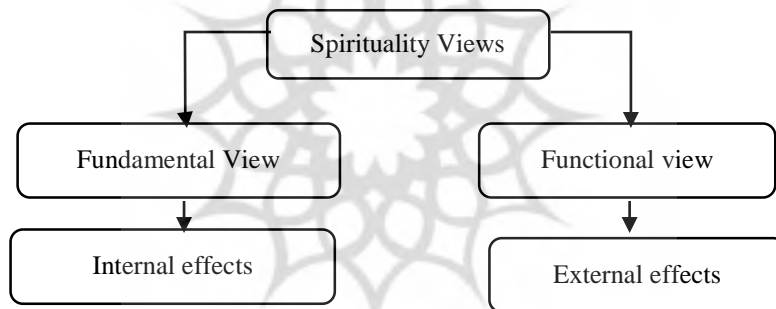 Spirituality Views
Fundamental View
Functional view
Internal effects
External effects